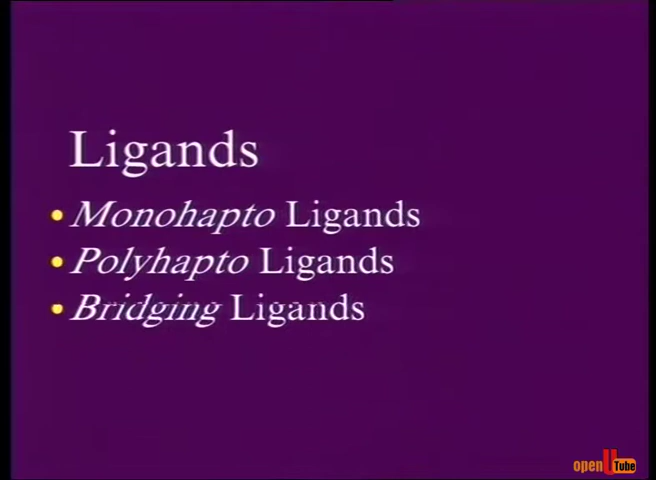 Ligands
• Monohapto Ligands
• Polyhapto Ligands
• Bridging Ligands
openUTube